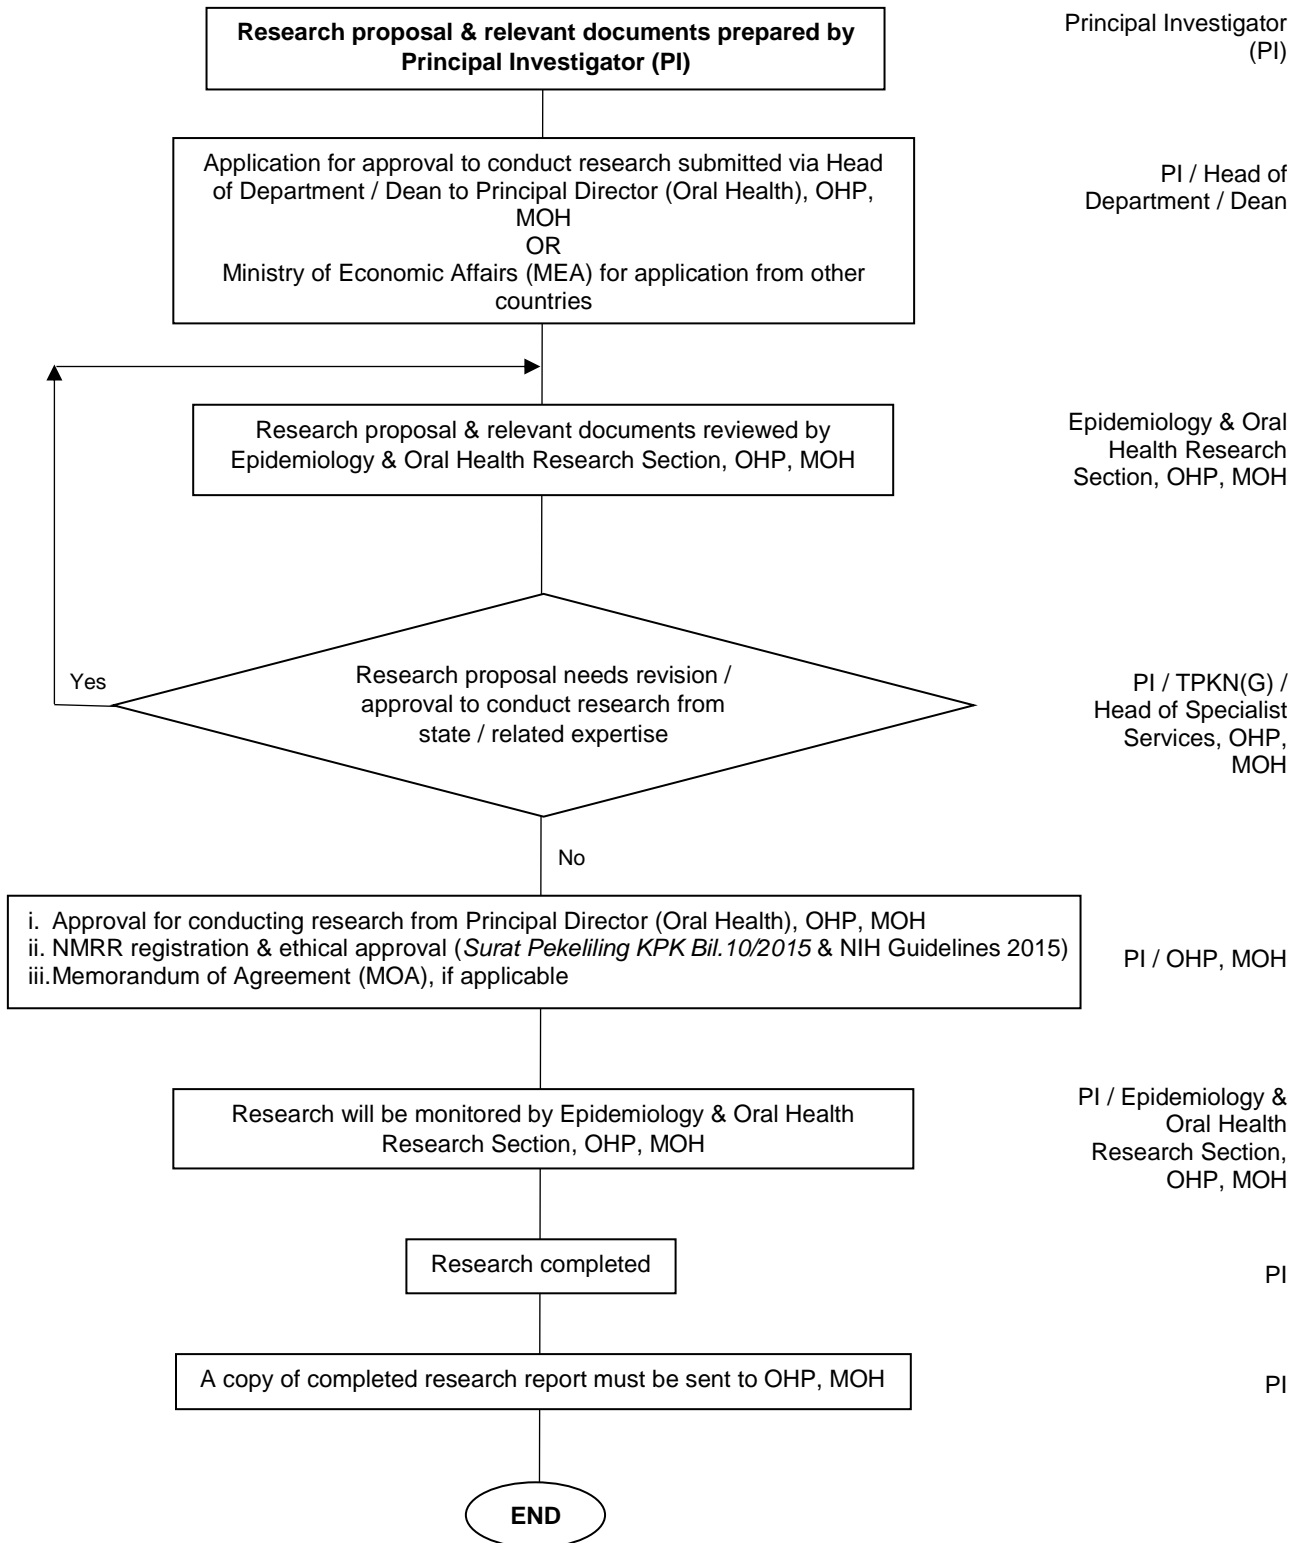 Research proposal & relevant documents prepared by
Principal Investigator (PI)
Principal Investigator
(PI)
Application for approval to conduct research submitted via Head
of Department / Dean to Principal Director (Oral Health), OHP,
MOH
OR
Ministry of Economic Affairs (MEA) for application from other
countries
PI / Head of
Department / Dean
Research proposal & relevant documents reviewed by
Epidemiology & Oral Health Research Section, OHP, MOH
Epidemiology & Oral
Health Research
Section, OHP, MOH
Yes
Research proposal needs revision /
approval to conduct research from
state / related expertise
PI / TPKN(G) /
Head of Specialist
Services, OHP,
MOH
No
i. Approval for conducting research from Principal Director (Oral Health), OHP, MOH
ii. NMRR registration & ethical approval (Surat Pekeliling KPK Bil.10/2015 & NIH Guidelines 2015)
iii.Memorandum of Agreement (MOA), if applicable
PI / OHP, MOH
Research will be monitored by Epidemiology & Oral Health
Research Section, OHP, MOH
PI / Epidemiology &
Oral Health
Research Section,
OHP, MOH
Research completed
PI
A copy of completed research report must be sent to OHP, MOH
PI
END